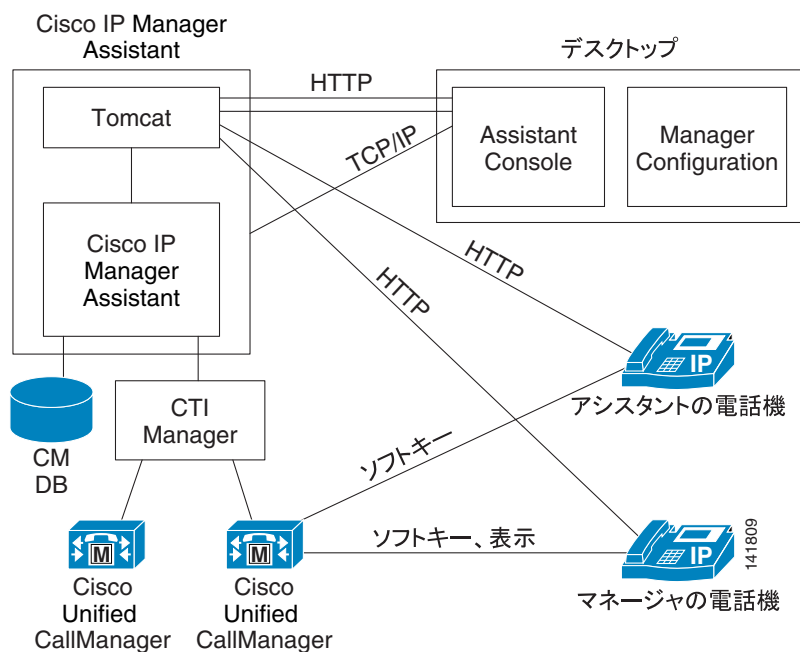 Cisco IP Manager
Assistant
デスクトップ
Tomcat
HTTP
Assistant
Console
Manager
Configuration
TCP/IP
Cisco IP
Manager
Assistant
HTTP
HTTP
IP
アシスタントの電話機
CTI
Manager
CM
DB
ソフトキー
M
Cisco
Unified
CallManager
M
Cisco
Unified
CallManager
ソフトキー、表示
IP
マネージャの電話機
141809